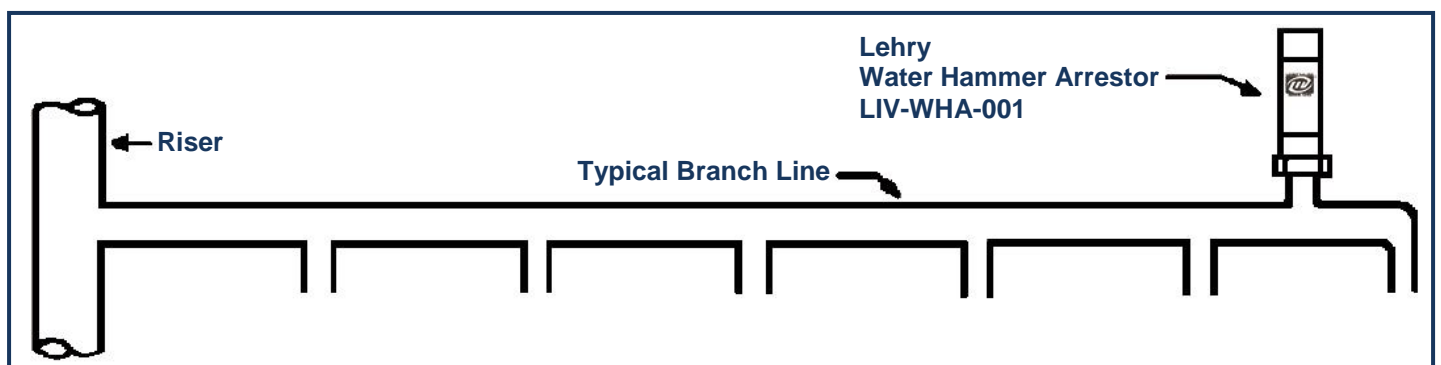 Lehry
Water Hammer Arrestor
LIV-WHA-001
Riser
Typical Branch Line